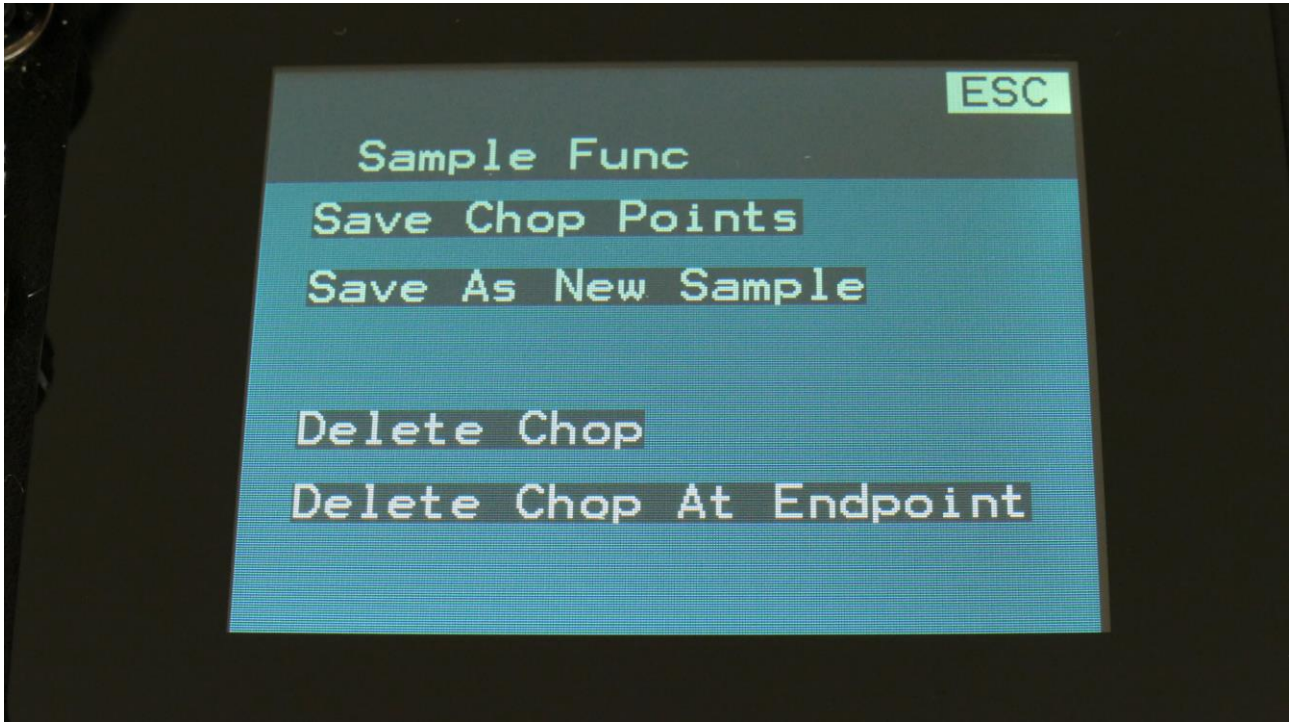 ESC
Sample Func
Save Chop Points
Save As New Sample
Delete Chop
Delete Chop At Endpoint